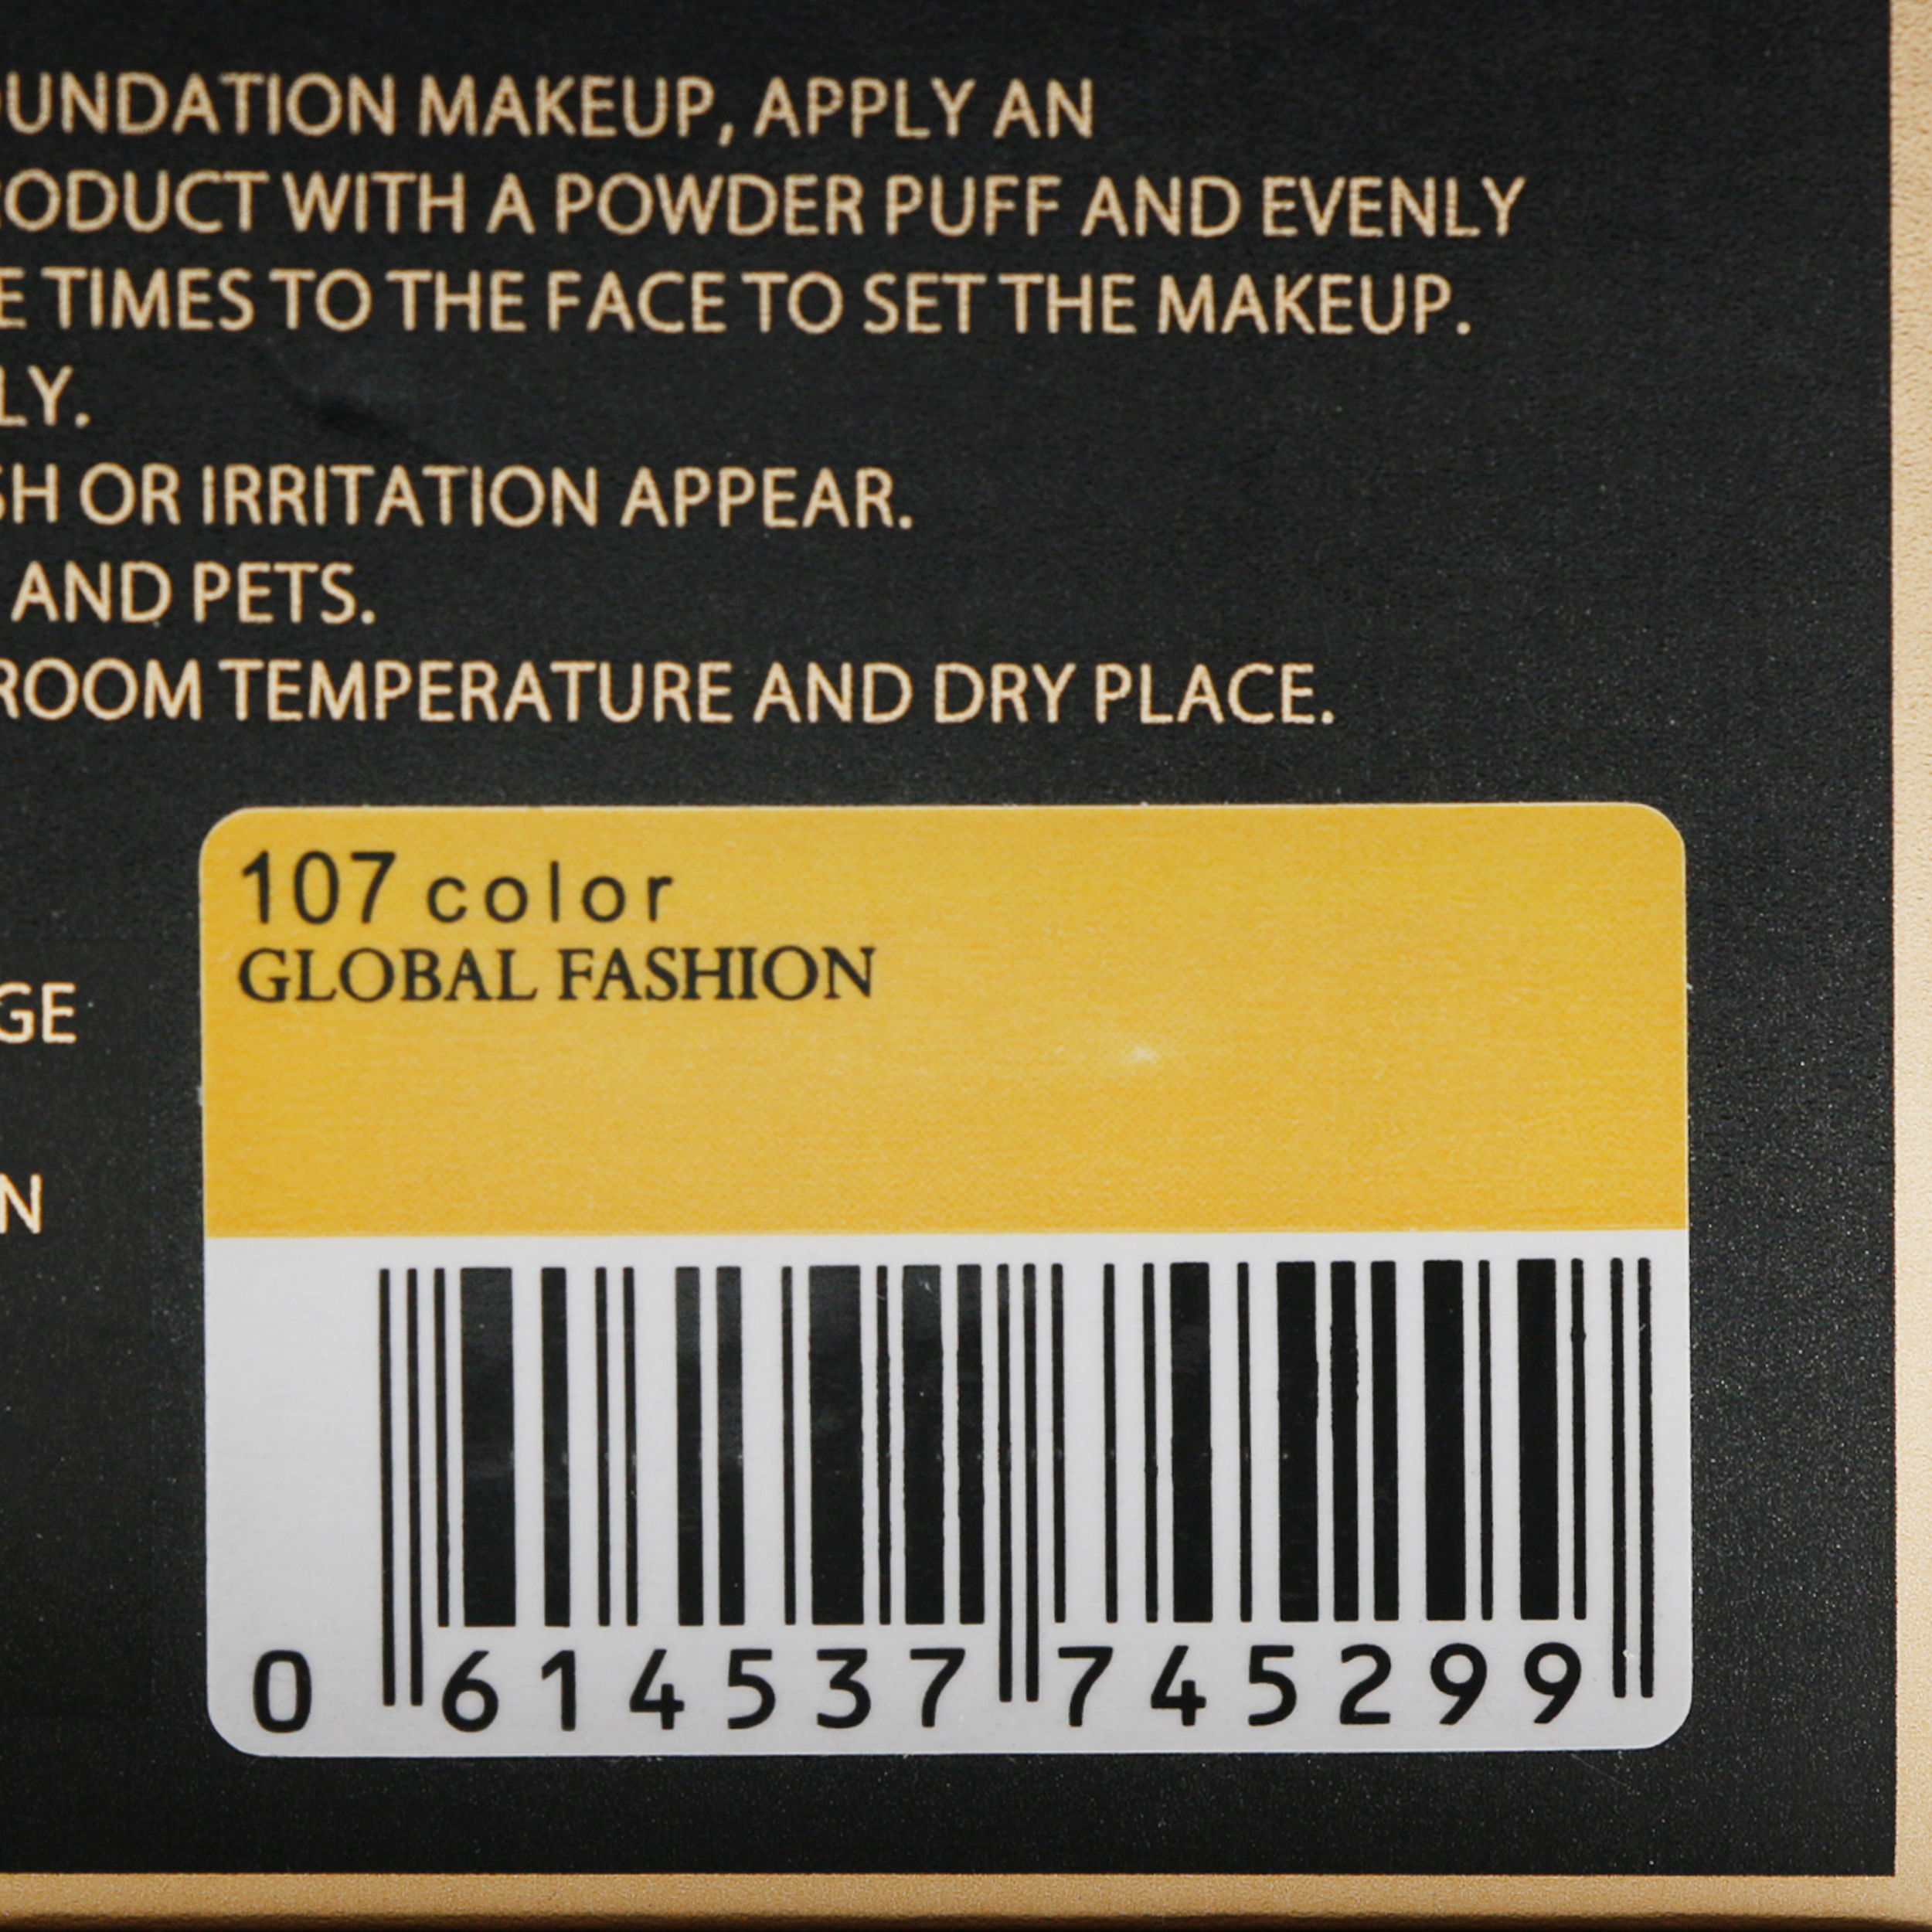 OUNDATION MAKEUP, APPLY AN
RODUCT WITH A POWDER PUFF AND EVENLY
E TIMES TO THE FACE TO SET THE MAKEUP.
LY.
SH OR IRRITATION APPEAR.
AND PETS.
ROOM TEMPERATURE AND DRY PLACE.
107 color
GLOBAL FASHION
GE
N
0 614537 745299